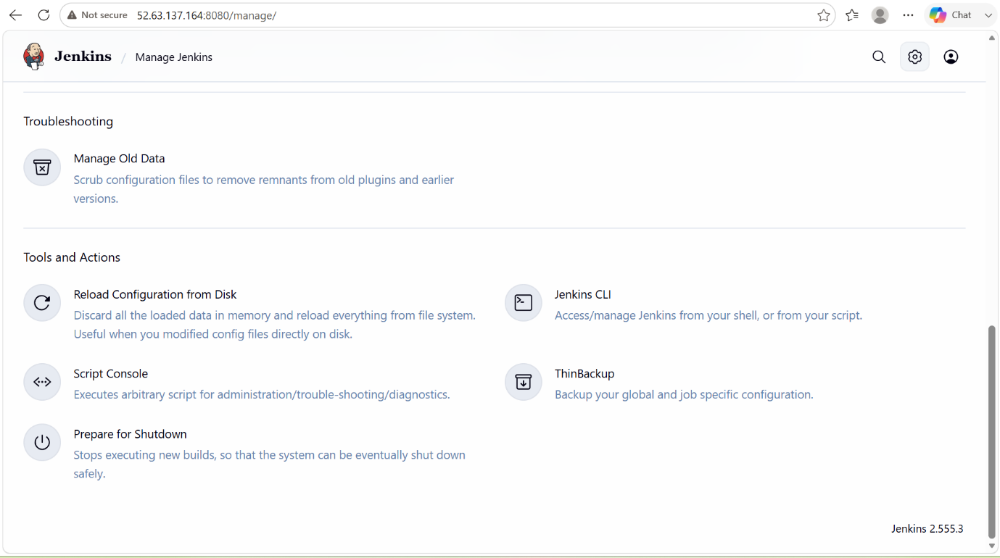 Not secure 52.63.137.164:8080/manage/ Chat
Jenkins / Manage Jenkins
Troubleshooting
Manage Old Data
Scrub configuration files to remove remnants from old plugins and earlier
versions.
Tools and Actions
Reload Configuration from Disk
Discard all the loaded data in memory and reload everything from file system.
Useful when you modified config files directly on disk.
Jenkins CLI
Access/manage Jenkins from your shell, or from your script.
Script Console
Executes arbitrary script for administration/trouble-shooting/diagnostics.
ThinBackup
Backup your global and job specific configuration.
Prepare for Shutdown
Stops executing new builds, so that the system can be eventually shut down
safely.
Jenkins 2.555.3